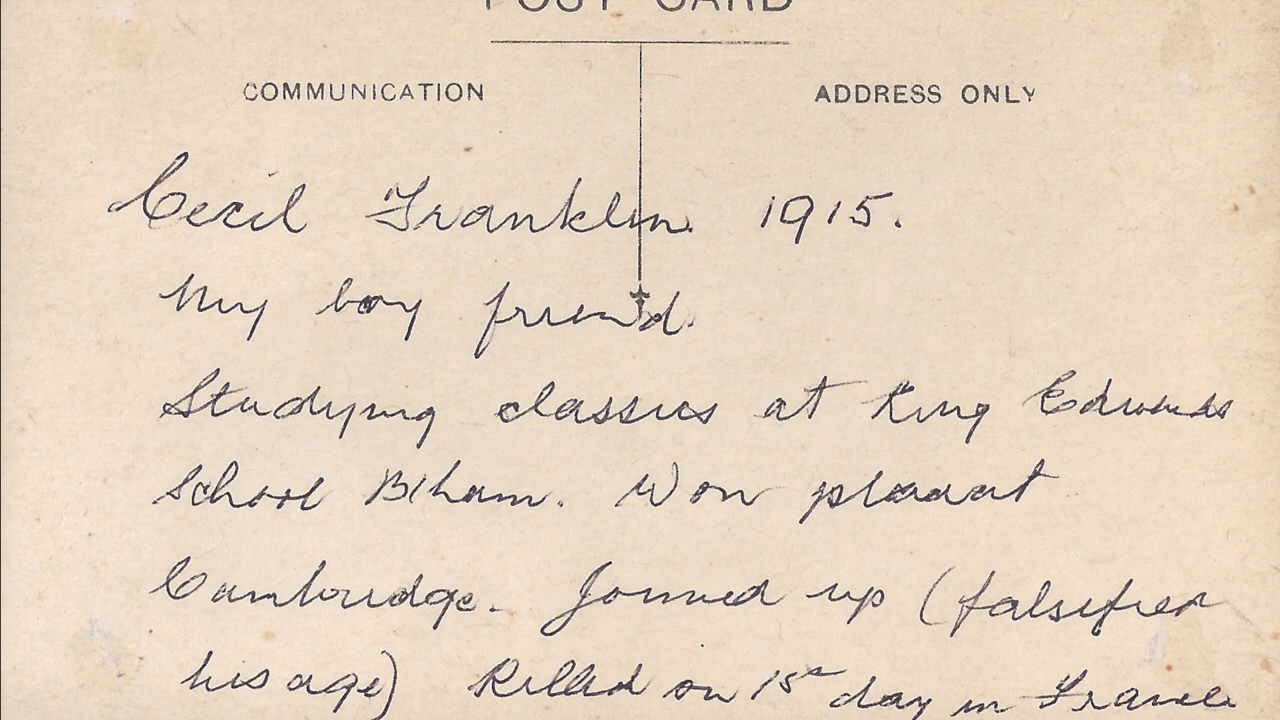 POST CARD
COMMUNICATION ADDRESS ONLY
Cecil Franklin. 1915.
My boy friend.
Studying classics at King Edwards
School B'ham. Won place at
Cambridge. Joined up (falsified
his age) Killed on 1st day in France